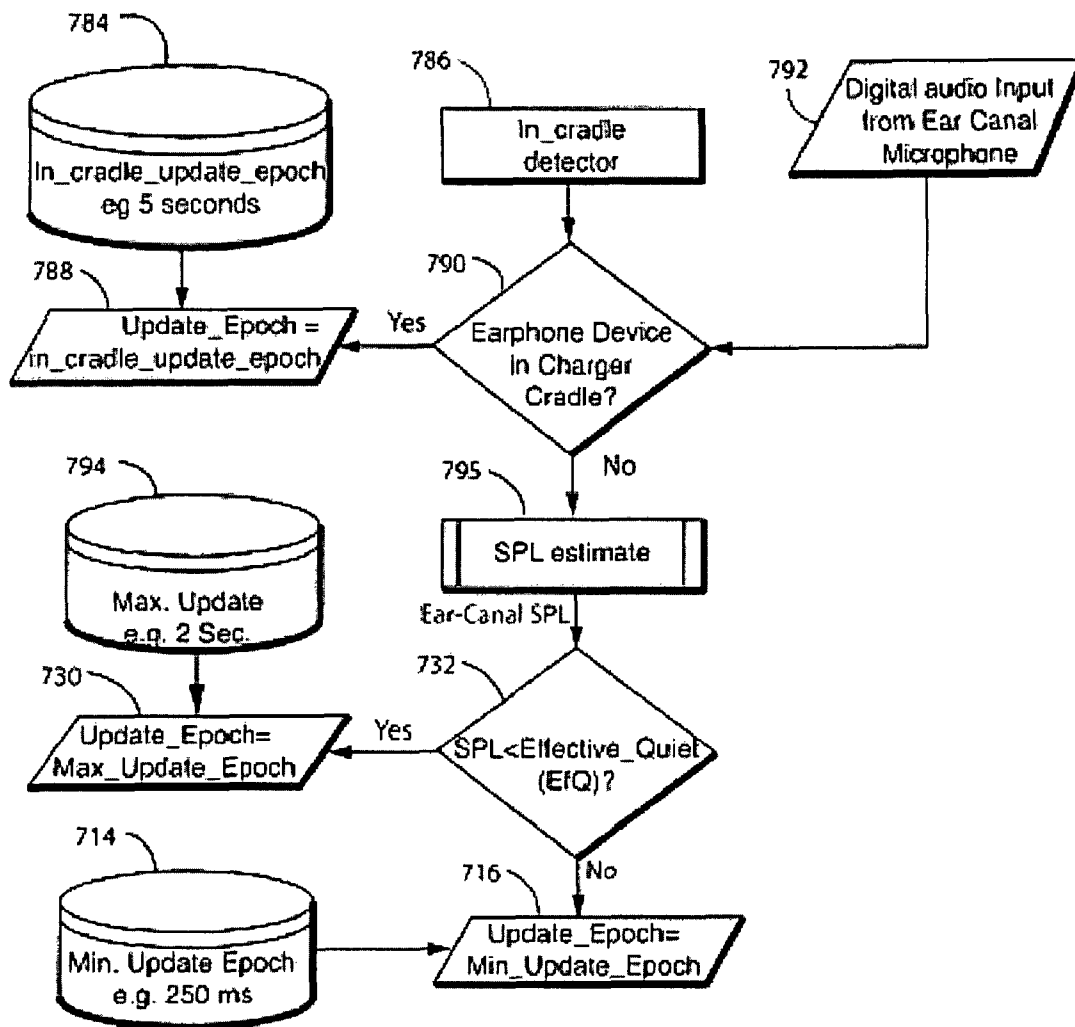 784
In_cradle_update_epoch
eg 5 seconds
786
In_cradle
detector
792
Digital audio Input
from Ear Canal
Microphone
788
Update_Epoch =
in_cradle_update_epoch
Yes
790
Earphone Device
in Charger
Cradle?
No
794
Max. Update
e.g. 2 Sec.
795
SPL estimate
Ear-Canal SPL
730
Update_Epoch=
Max_Update_Epoch
Yes
732
SPL<Effective_Quiet
(EfQ)?
No
714
Min. Update Epoch
e.g. 250 ms
716
Update_Epoch=
Min_Update_Epoch